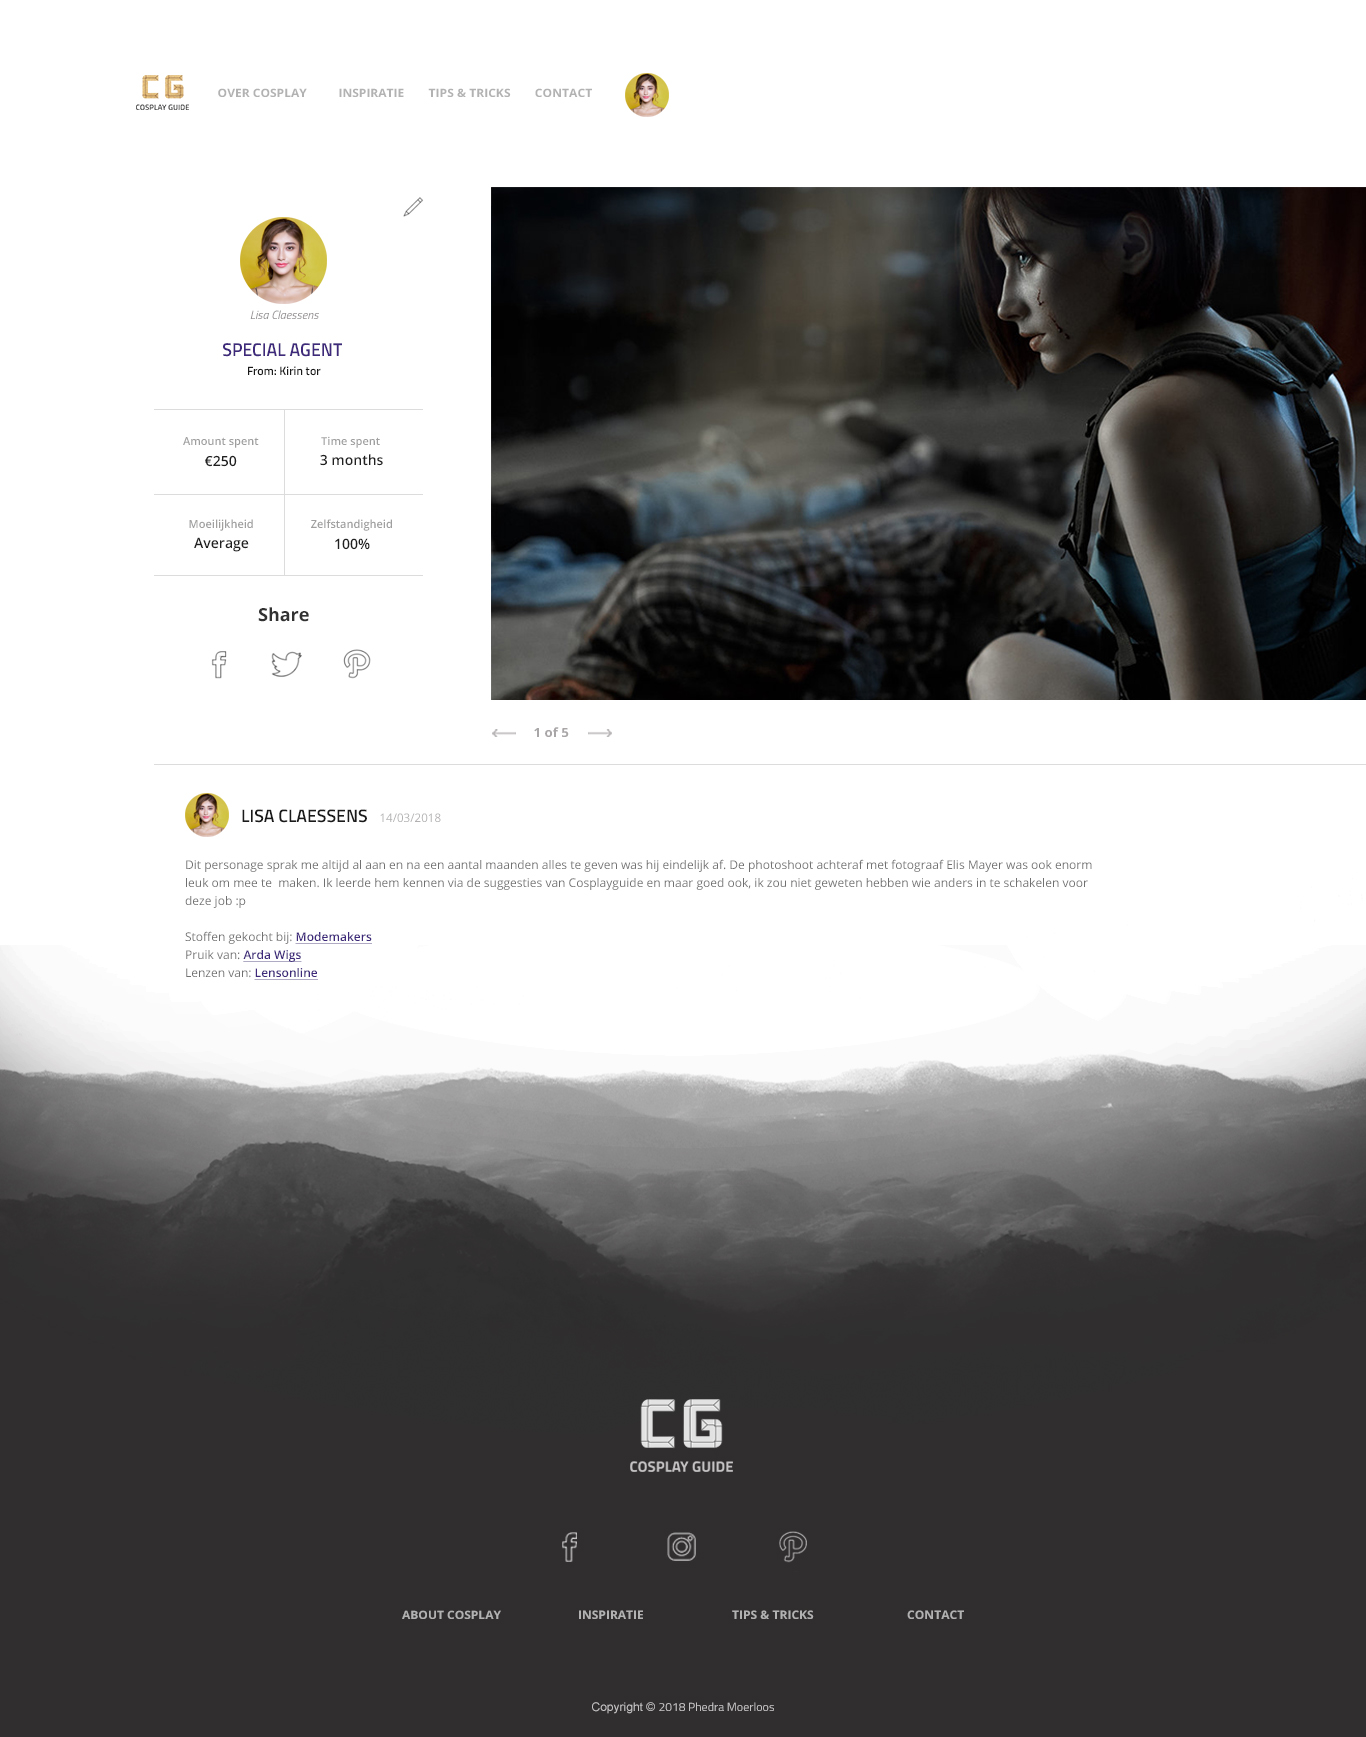 CG
COSPLAY GUIDE
OVER COSPLAY
INSPIRATIE
TIPS & TRICKS
CONTACT
Lisa Claessens
SPECIAL AGENT
From: Kirin tor
Amount spent
€250
Time spent
3 months
Moeilijkheid
Average
Zelfstandigheid
100%
Share
1 of 5
LISA CLAESSENS 14/03/2018
Dit personage sprak me altijd al aan en na een aantal maanden alles te geven was hij eindelijk af. De photoshoot achteraf met fotograaf Elis Mayer was ook enorm
leuk om mee te  maken. Ik leerde hem kennen via de suggesties van Cosplayguide en maar goed ook, ik zou niet geweten hebben wie anders in te schakelen voor
deze job :p
Stoffen gekocht bij: Modemakers
Pruik van: Arda Wigs
Lenzen van: Lensonline
CG
COSPLAY GUIDE
ABOUT COSPLAY
INSPIRATIE
TIPS & TRICKS
CONTACT
Copyright © 2018 Phedra Moerloos